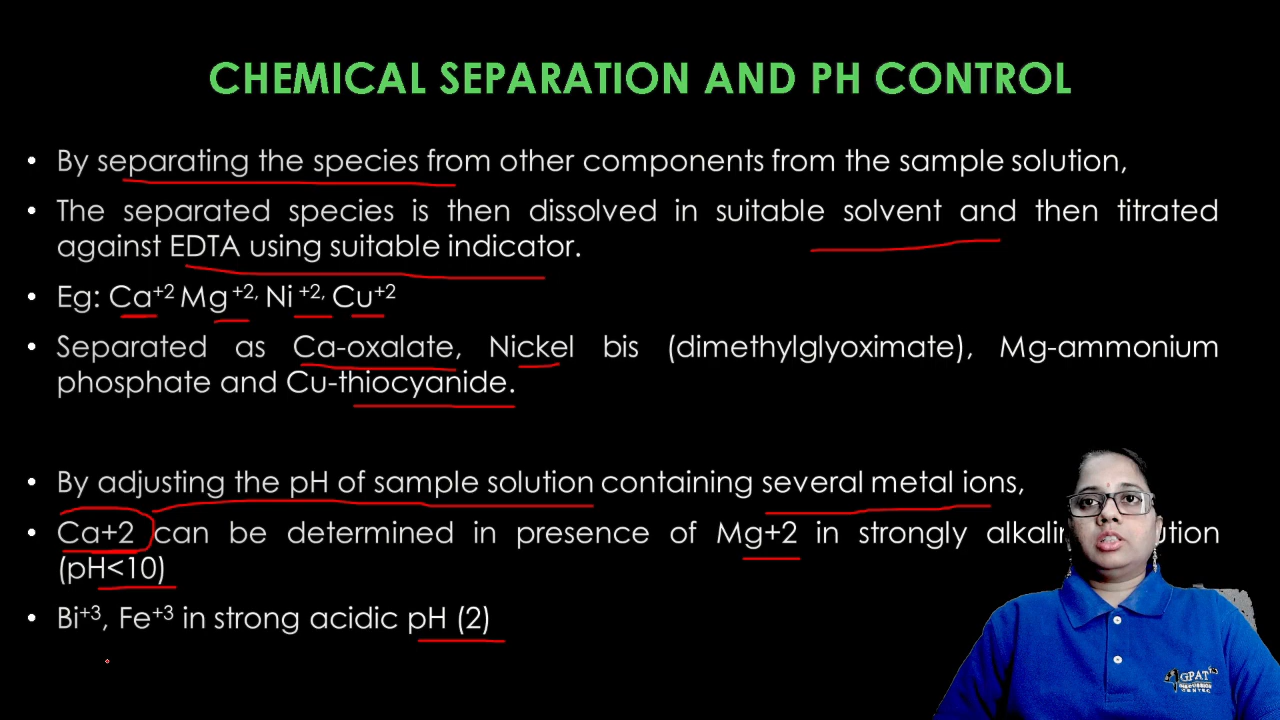 CHEMICAL SEPARATION AND PH CONTROL
• By separating the species from other components from the sample solution,
• The separated species is then dissolved in suitable solvent and then titrated
against EDTA using suitable indicator.
• Eg: Ca+2 Mg +2, Ni +2, Cu+2
• Separated as Ca-oxalate, Nickel bis (dimethylglyoximate), Mg-ammonium
phosphate and Cu-thiocyanide.
• By adjusting the pH of sample solution containing several metal ions,
• Ca+2 can be determined in presence of Mg+2 in strongly
(pH<10)
• Bi+3, Fe+3 in strong acidic pH (2)
GPAT